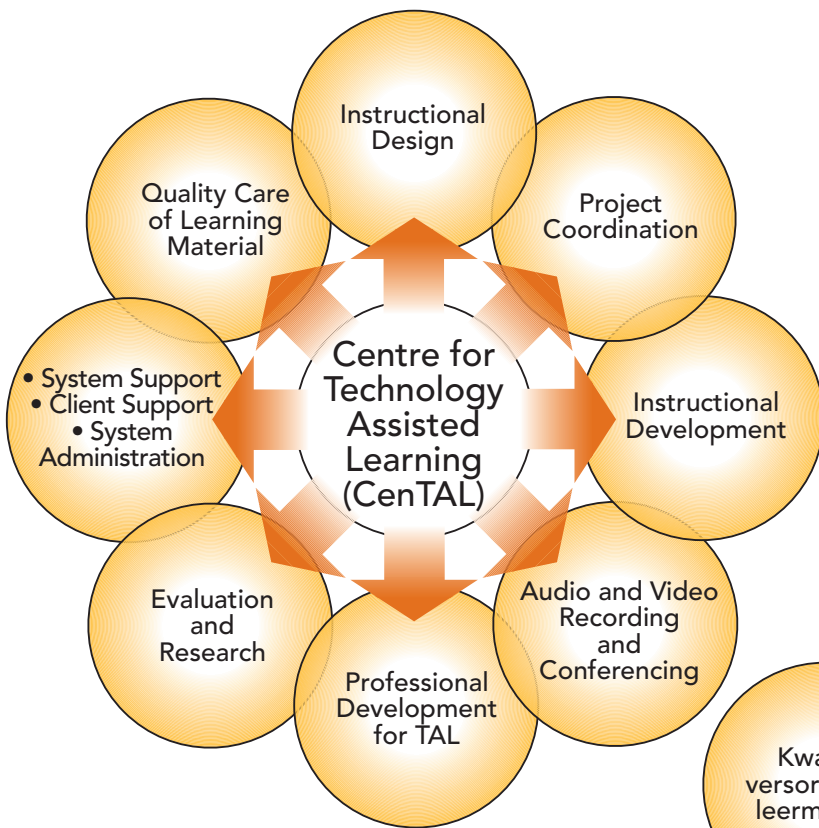 Instructional
Design
Project
Coordination
Instructional
Development
Audio and Video
Recording
and
Conferencing
Professional
Development
for TAL
Evaluation
and
Research
• System Support
• Client Support
• System
Administration
Quality Care
of Learning
Material
Centre for
Technology
Assisted
Learning
(CenTAL)